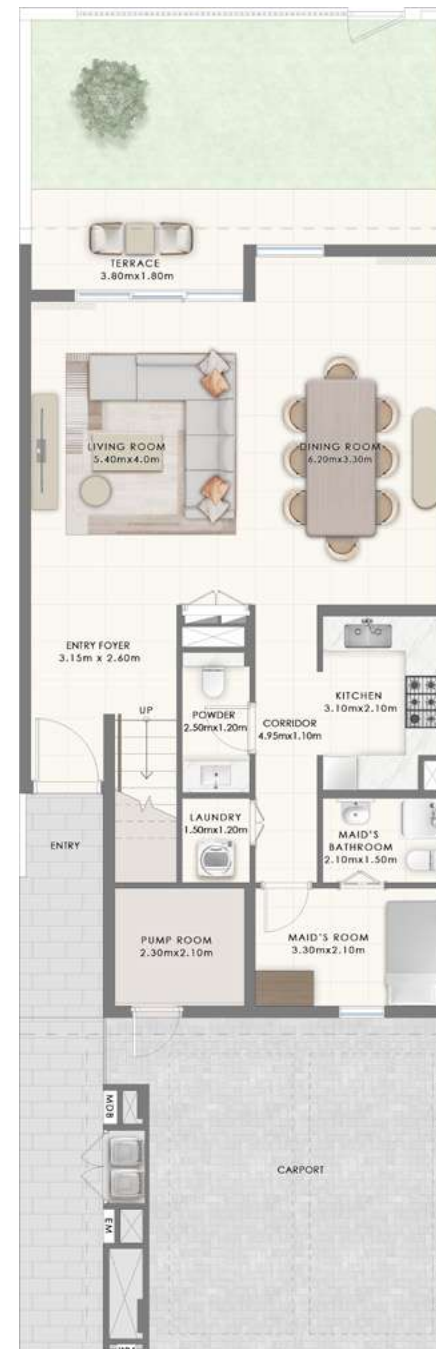 TERRACE
3.80mx1.80m
LIVING ROOM
5.40mx4.0m
DINING ROOM
6.20mx3.30m
ENTRY FOYER
3.15m x 2.60m
UP
POWDER
2.50mx1.20m
CORRIDOR
4.95mx1.10m
KITCHEN
3.10mx2.10m
LAUNDRY
1.50mx1.20m
MAID'S
BATHROOM
2.10mx1.50m
ENTRY
PUMP ROOM
2.30mx2.10m
MAID'S ROOM
3.30mx2.10m
MDB
CARPORT
EM